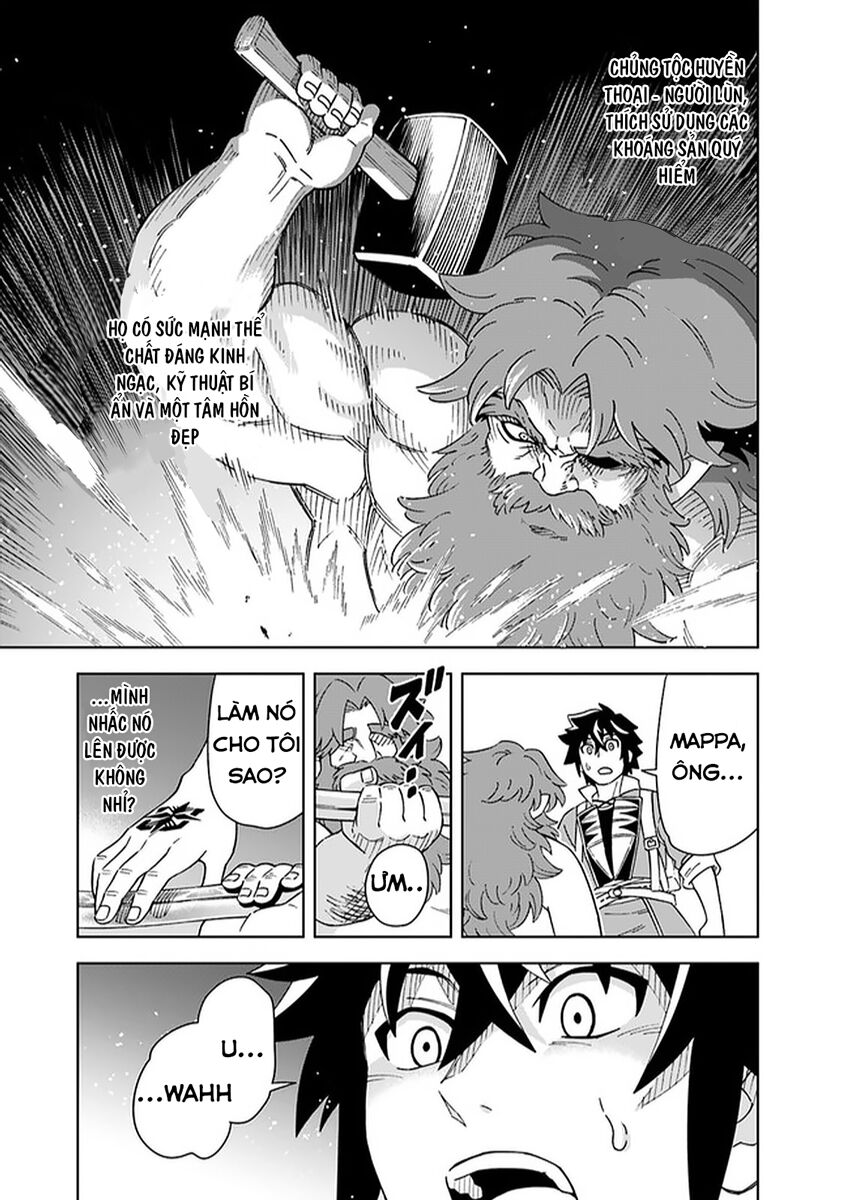 CHỦNG TỘC HUYỀN
THOẠI - NGƯỜI LÙN,
THÍCH SỬ DỤNG CÁC
KHOÁNG SẢN QUÝ
HIẾM
HỌ CÓ SỨC MẠNH THỂ
CHẤT ĐÁNG KINH
NGẠC, KỸ THUẬT BÍ
ẨN VÀ MỘT TÂM HỒN
ĐẸP
MAPPA,
ÔNG...
ズイ!
ƯM..
LÀM NÓ
CHO TÔI
SAO?
...MÌNH
NHẤC NÓ
LÊN ĐƯỢC
KHÔNG
NHỈ?
U...
...WAHH